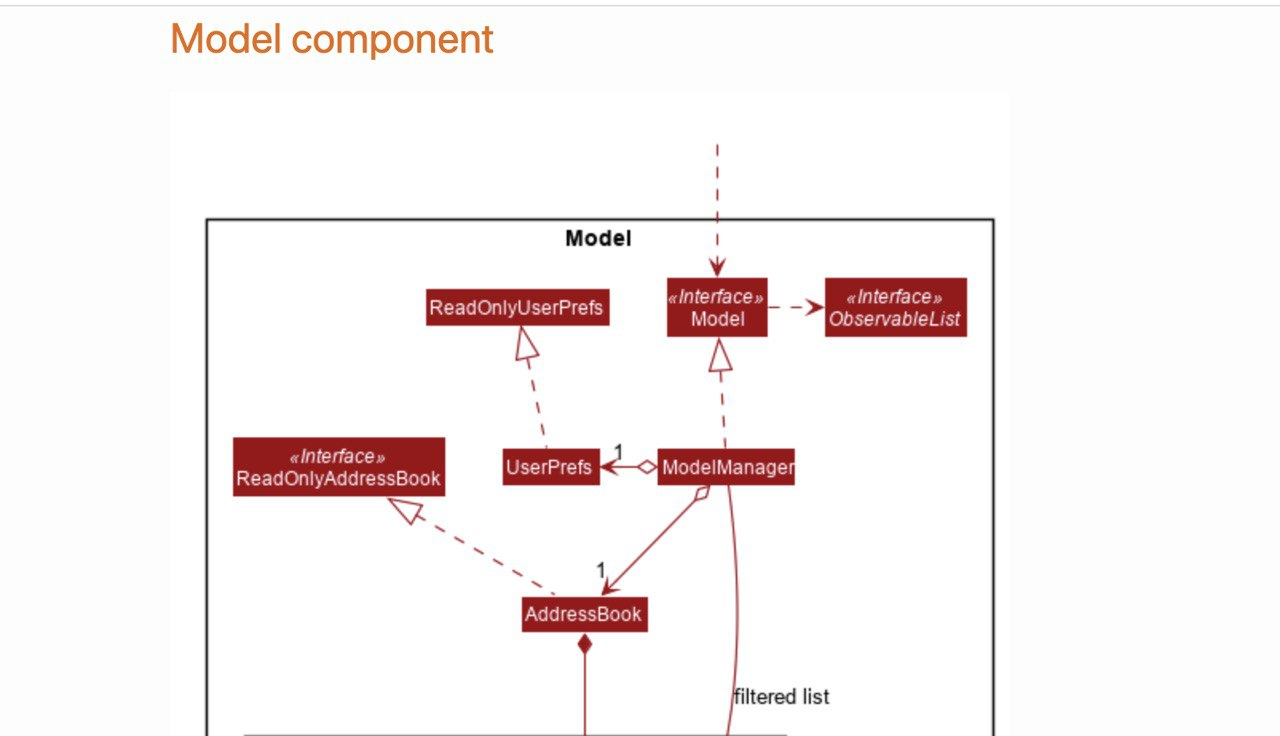 Model component
Model
ReadOnlyUserPrefs
«Interface»
Model
«Interface»
ObservableList
«Interface»
ReadOnlyAddressBook
UserPrefs
1
ModelManager
1
AddressBook
filtered list